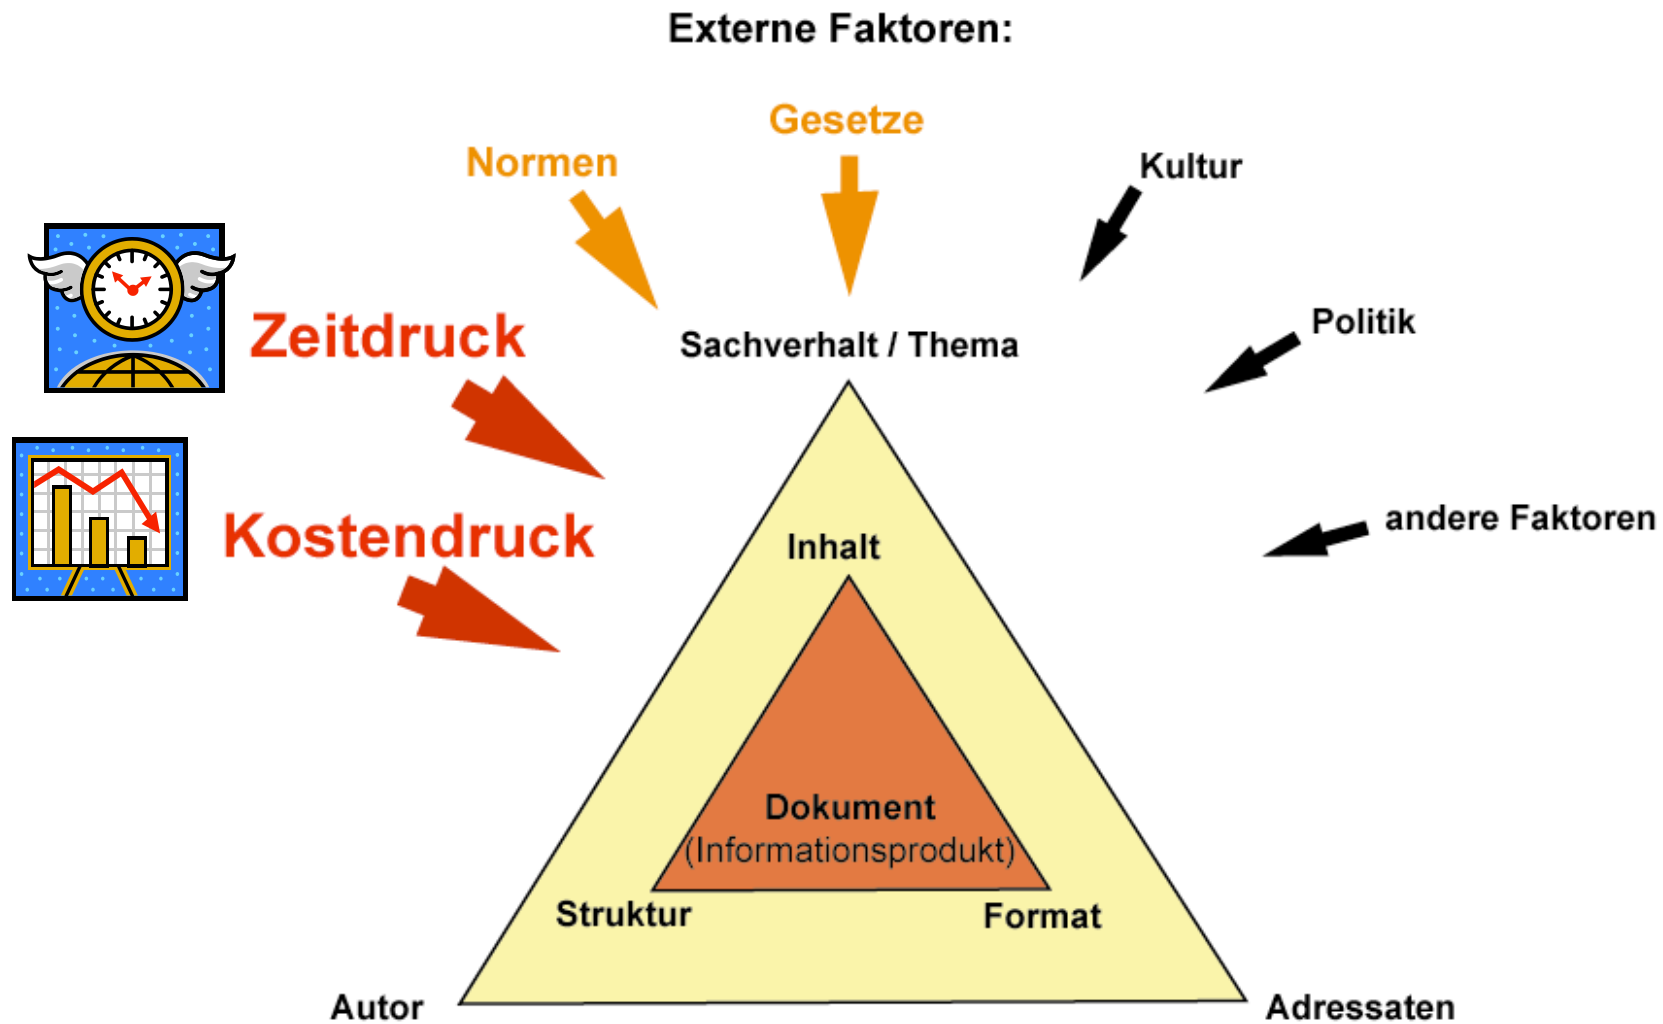 Externe Faktoren:
Gesetze
Normen
Kultur
Zeitdruck
Politik
Sachverhalt / Thema
Kostendruck
andere Faktoren
Inhalt
Dokument
(Informationsprodukt)
Struktur
Format
Autor
Adressaten